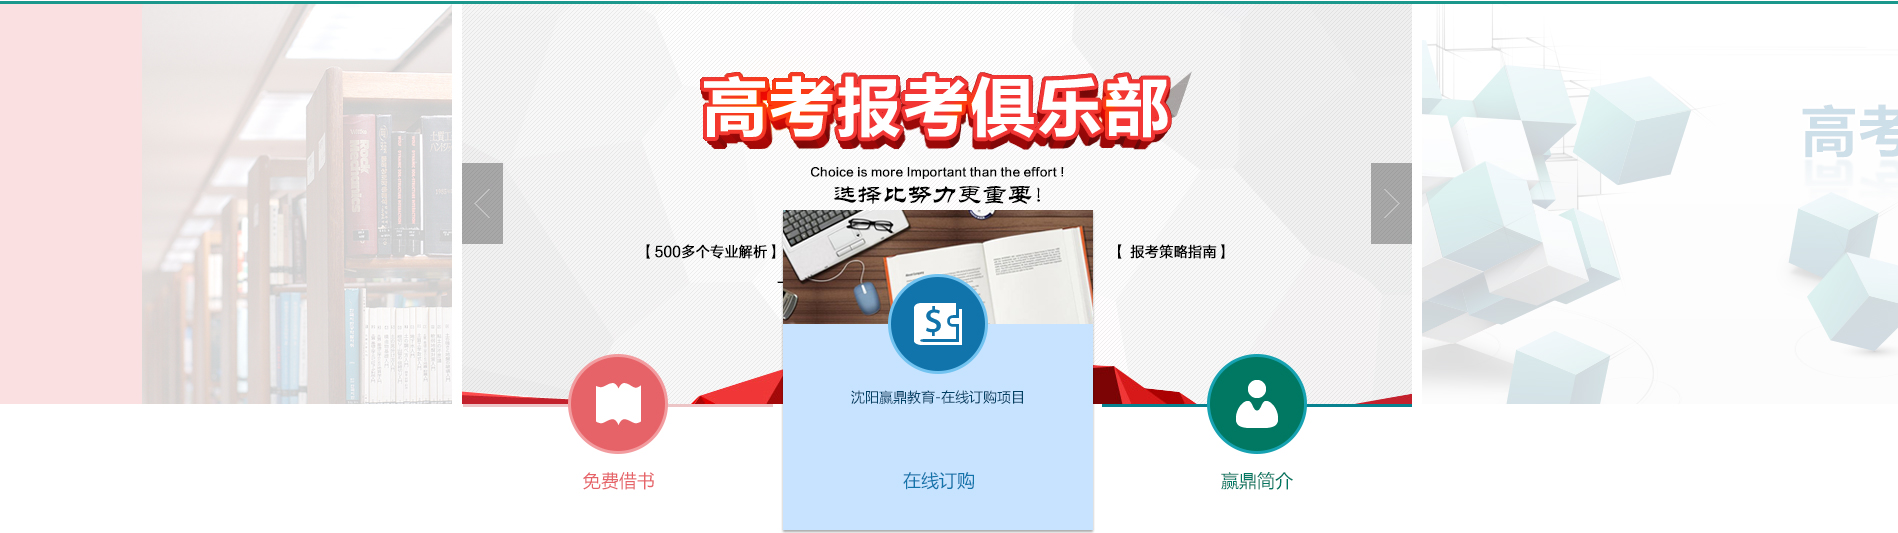 高考报考俱乐部
高考
Choice is more Important than the effort !
选择比努力更重要!
【 500多个专业解析 】
【 报考策略指南 】
沈阳赢鼎教育-在线订购项目
免费借书
在线订购
赢鼎简介